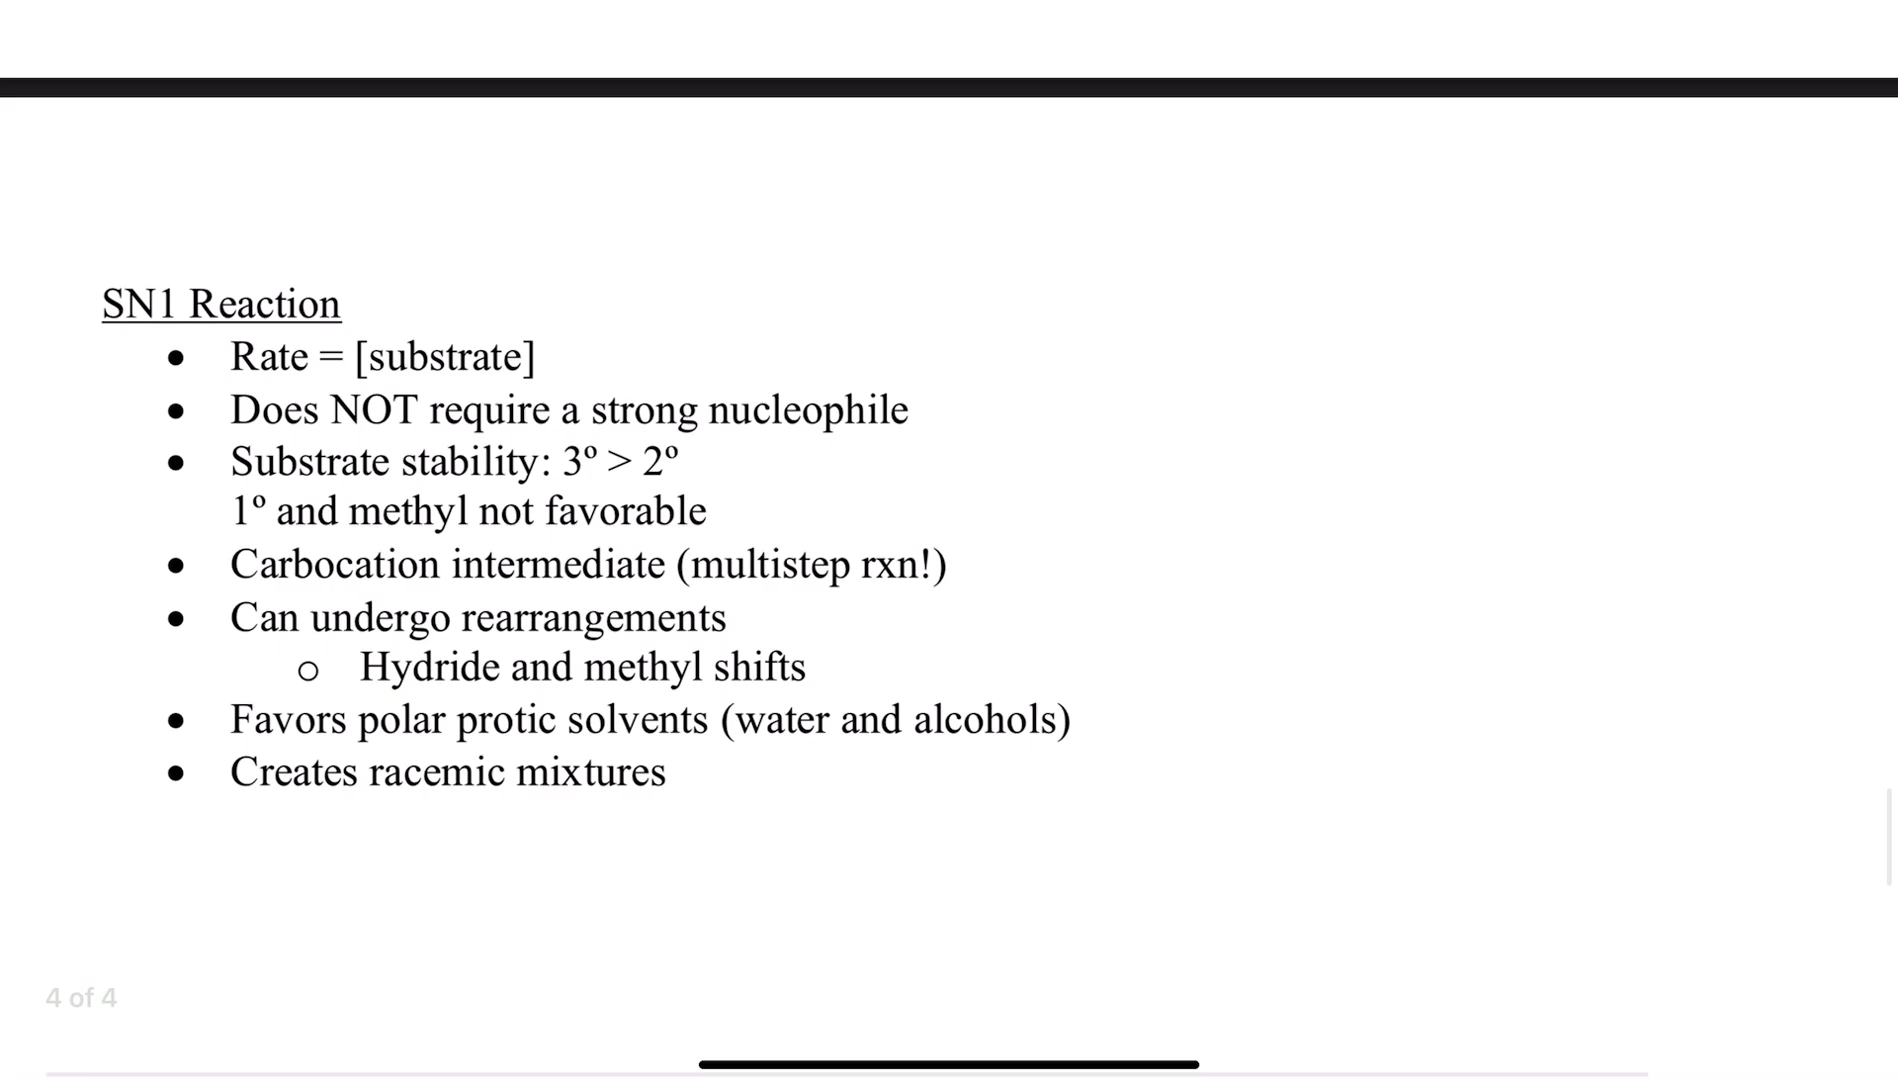 SN1 Reaction
• Rate = [substrate]
• Does NOT require a strong nucleophile
• Substrate stability: 3º > 2º
1º and methyl not favorable
• Carbocation intermediate (multistep rxn!)
• Can undergo rearrangements
o Hydride and methyl shifts
• Favors polar protic solvents (water and alcohols)
• Creates racemic mixtures
4 of 4